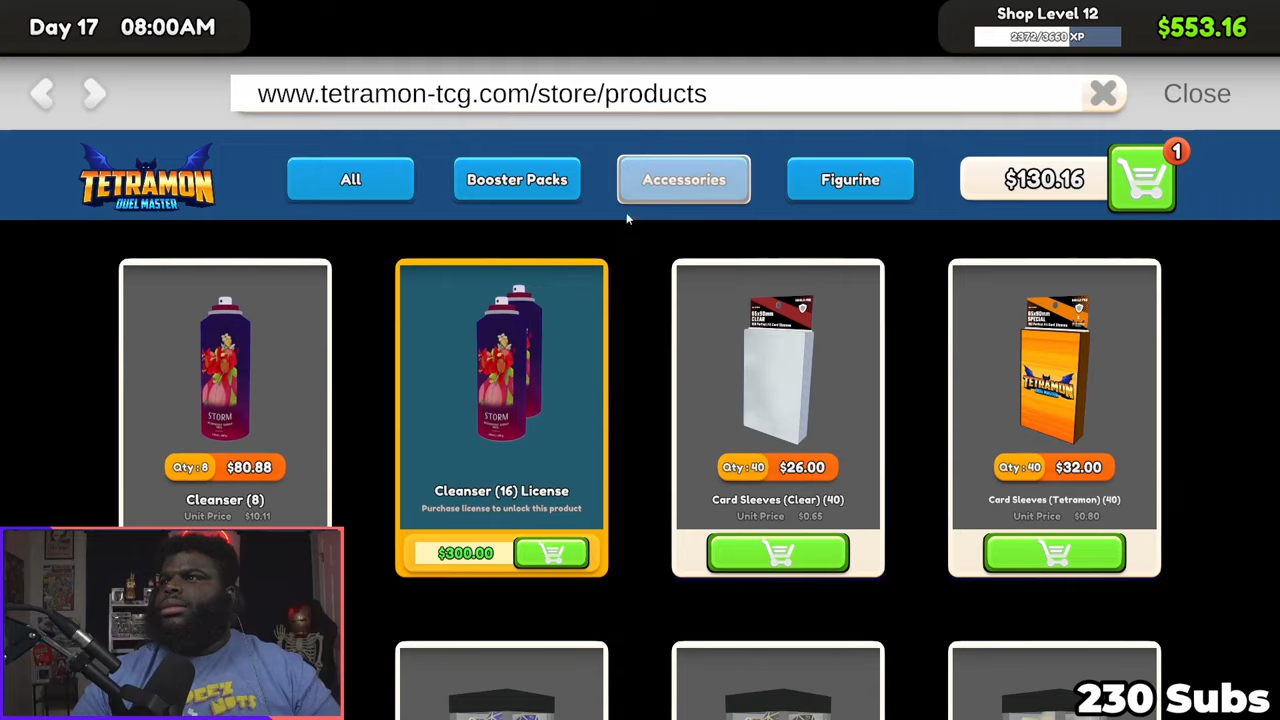 Day 17 08:00AM
Shop Level 12
2372/3660 XP
$553.16
www.tetramon-tcg.com/store/products
Close
TETRAMON
DUEL MASTER
All
Booster Packs
Accessories
Figurine
$130.16
1
STORM
STORM
CLEAR
TETRAMON
Qty : 8 $80.88
Cleanser (8)
Unit Price $10.11
Cleanser (16) License
Purchase license to unlock this product
$300.00
Qty : 40 $26.00
Card Sleeves (Clear) (40)
Unit Price $0.65
Qty : 40 $32.00
Card Sleeves (Tetramon) (40)
Unit Price $0.80
DEEZ
NUTS
230 Subs